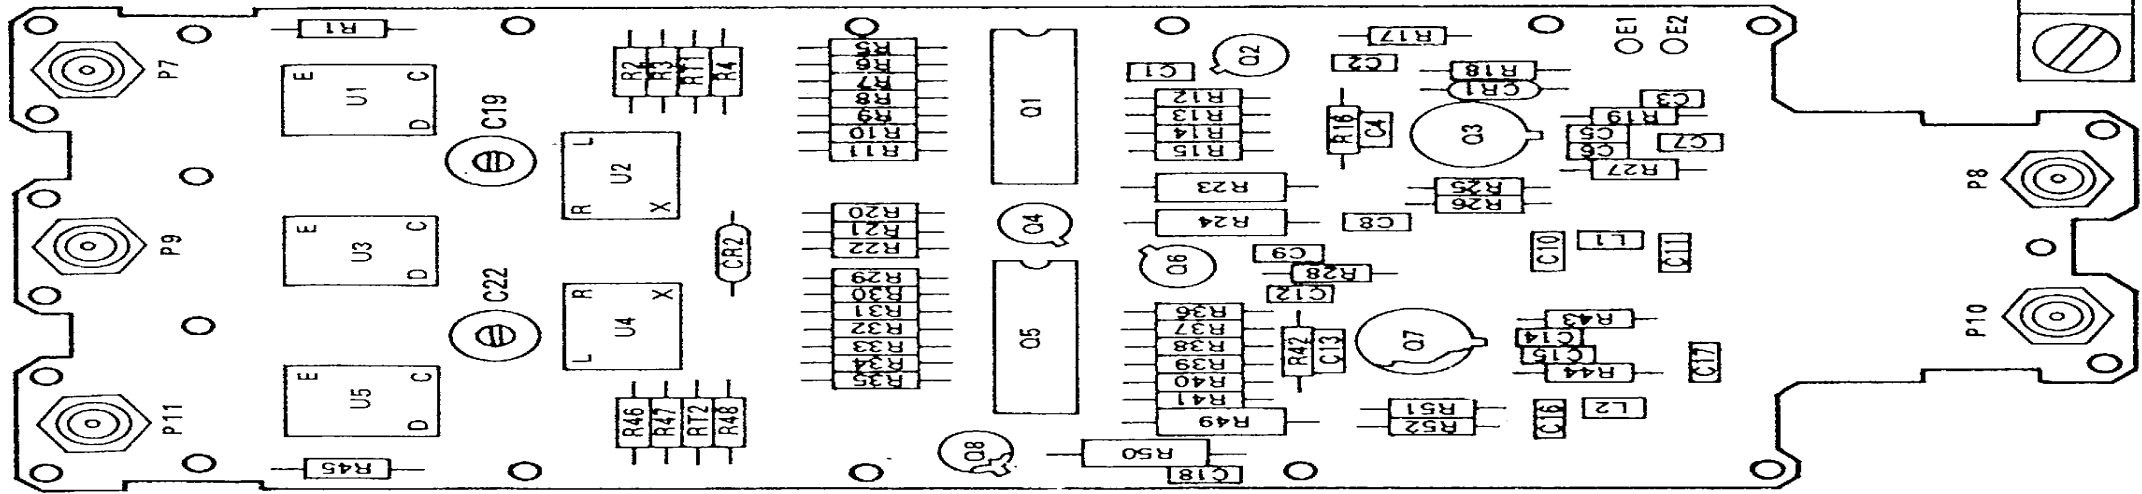 P7
P9
P11
R1
E
C
U1
D
E
C
U3
D
E
C
U5
D
R45
C19
C22
L
U2
R
X
R
U4
L
X
R2
R3
RT1
R4
CR2
R46
R47
RT2
R48
R5
R6
R7
R8
R9
R10
R11
R20
R21
R22
R29
R30
R31
R32
R33
R34
R35
Q1
Q4
Q5
Q8
C1
Q2
R12
R13
R14
R15
R23
R24
Q6
C9
R28
C12
R36
R37
R38
R39
R40
R41
R49
R50
C18
R42
C13
R17
C2
R18
CR1
R16
C4
Q3
R25
R26
C8
Q7
R51
R52
E1
E2
C3
R19
C5
C6
C7
R27
C10
L1
C11
R43
C14
C15
R44
C17
C16
L2
P8
P10